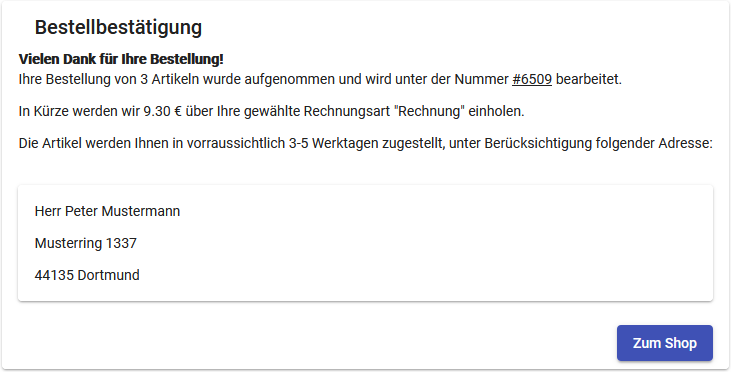 Bestellbestätigung
Vielen Dank für Ihre Bestellung!
Ihre Bestellung von 3 Artikeln wurde aufgenommen und wird unter der Nummer #6509 bearbeitet.
In Kürze werden wir 9.30 € über Ihre gewählte Rechnungsart "Rechnung" einholen.
Die Artikel werden Ihnen in vorraussichtlich 3-5 Werktagen zugestellt, unter Berücksichtigung folgender Adresse:
Herr Peter Mustermann
Musterring 1337
44135 Dortmund
Zum Shop